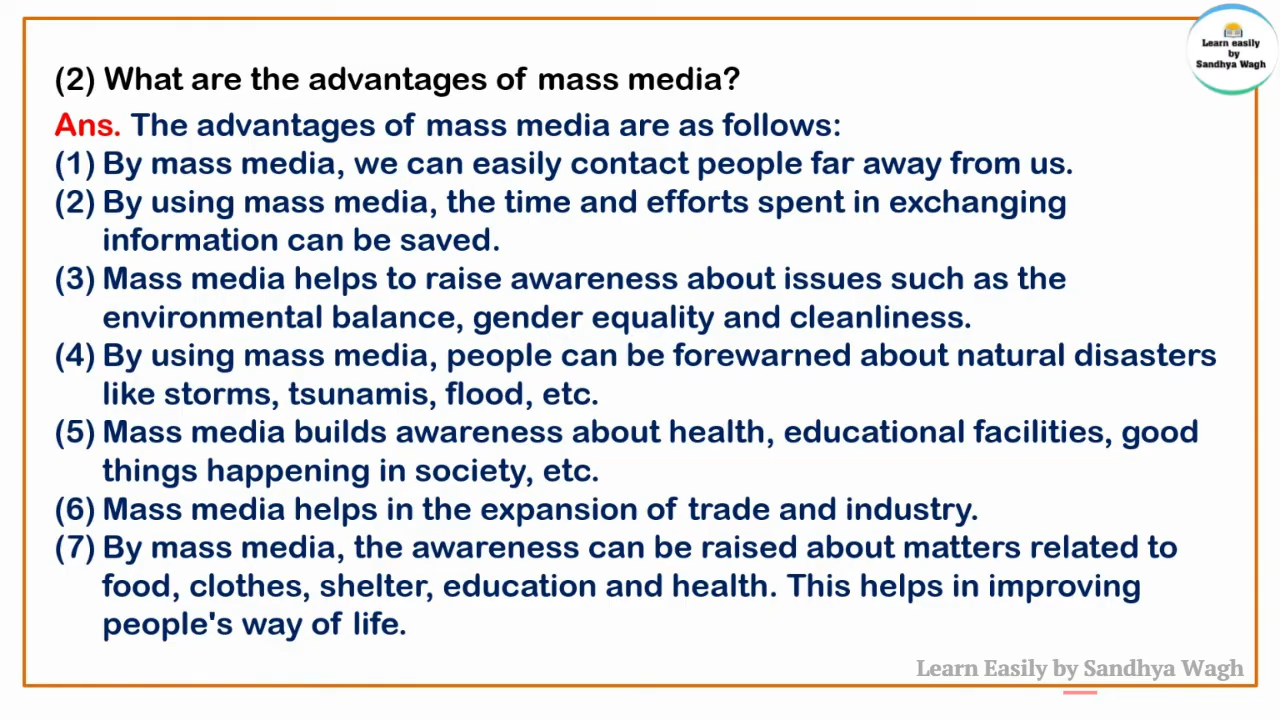 Learn easily
by
Sandhya Wagh
(2) What are the advantages of mass media?
Ans. The advantages of mass media are as follows:
(1) By mass media, we can easily contact people far away from us.
(2) By using mass media, the time and efforts spent in exchanging
information can be saved.
(3) Mass media helps to raise awareness about issues such as the
environmental balance, gender equality and cleanliness.
(4) By using mass media, people can be forewarned about natural disasters
like storms, tsunamis, flood, etc.
(5) Mass media builds awareness about health, educational facilities, good
things happening in society, etc.
(6) Mass media helps in the expansion of trade and industry.
(7) By mass media, the awareness can be raised about matters related to
food, clothes, shelter, education and health. This helps in improving
people's way of life.
Learn Easily by Sandhya Wagh